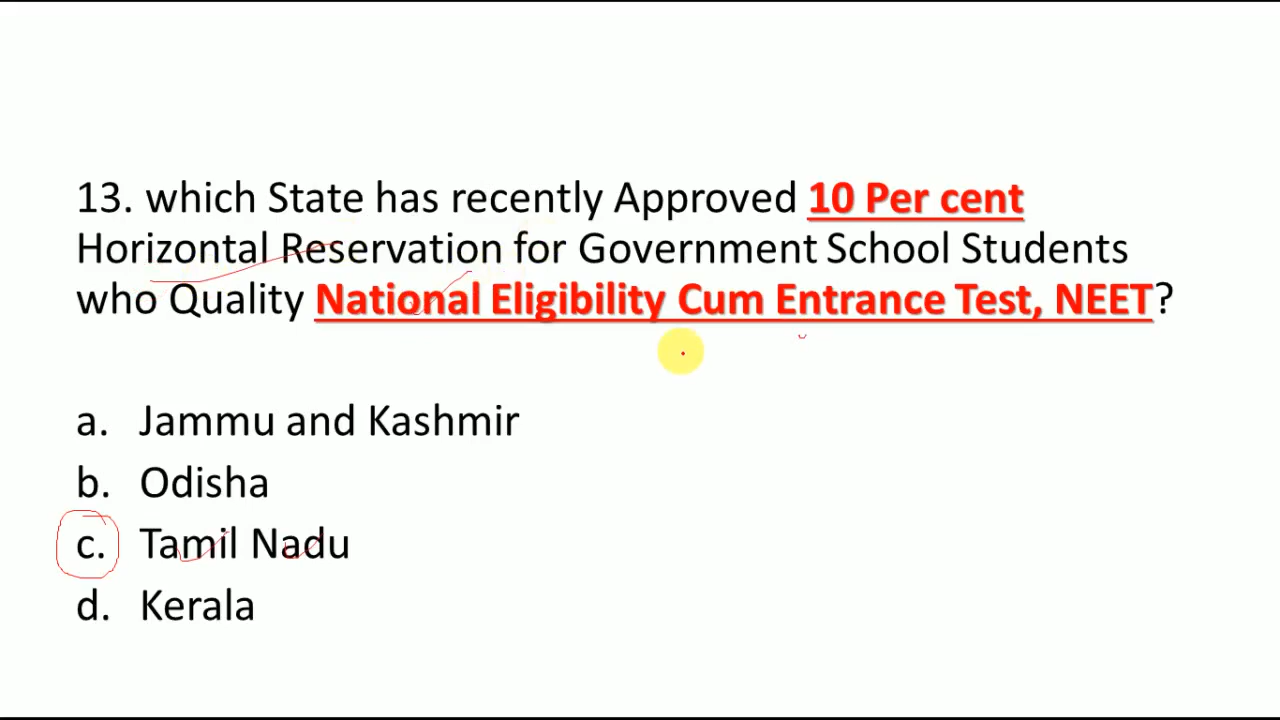 13. which State has recently Approved 10 Per cent
Horizontal Reservation for Government School Students
who Quality National Eligibility Cum Entrance Test, NEET?
a. Jammu and Kashmir
b. Odisha
c. Tamil Nadu
d. Kerala